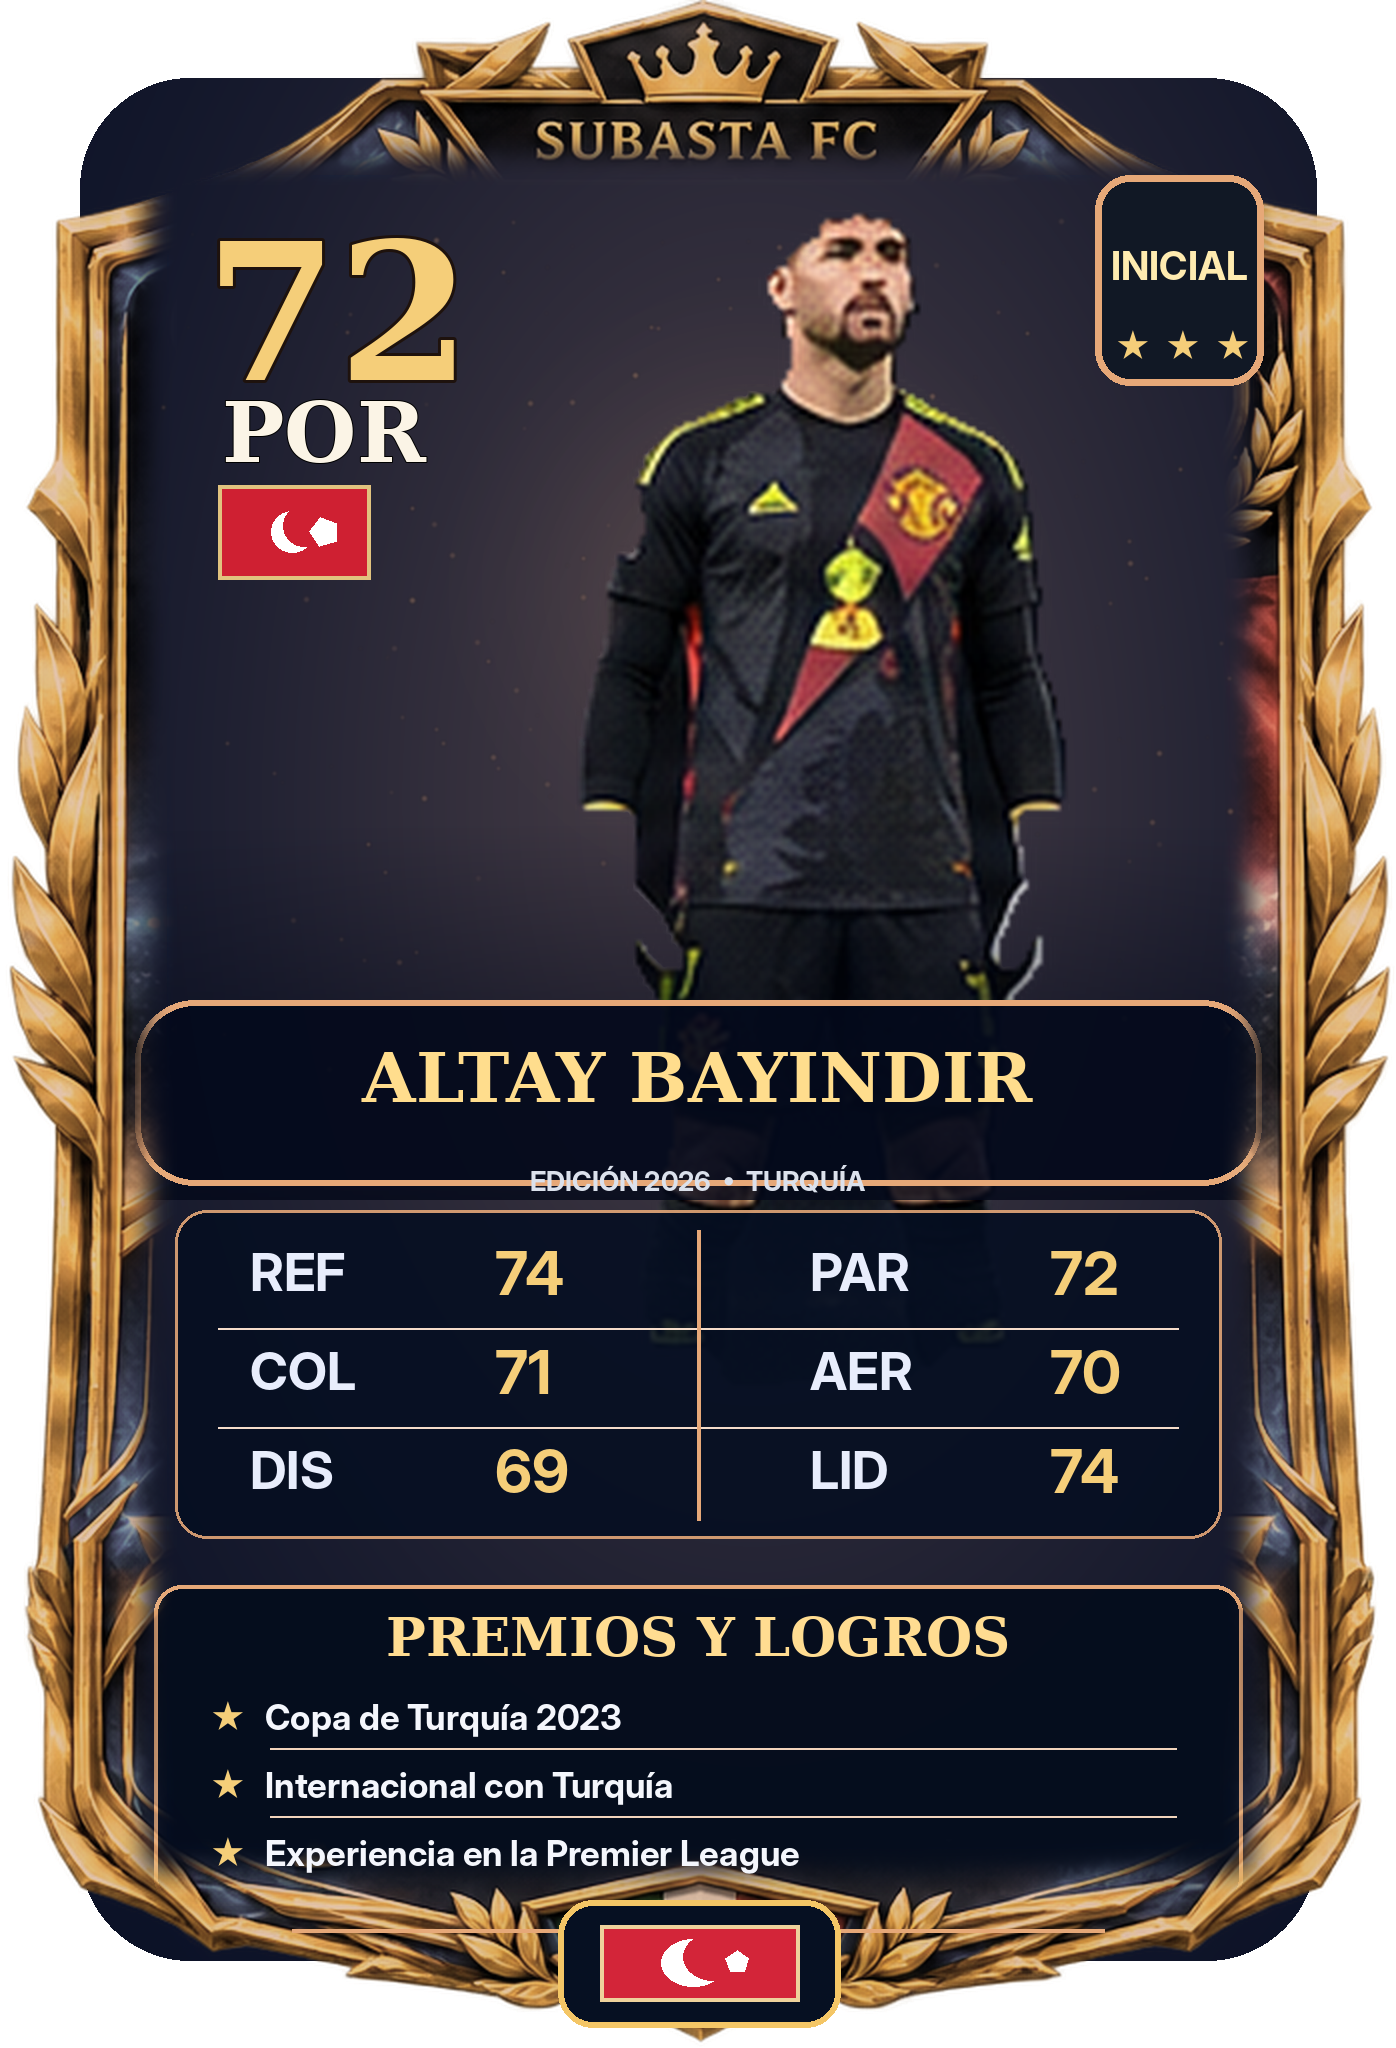 SUBASTA FC
72
POR
INICIAL
★ ★ ★
ALTAY BAYINDIR
EDICIÓN 2026 • TURQUÍA
REF 74 PAR 72
COL 71 AER 70
DIS 69 LID 74
PREMIOS Y LOGROS
★ Copa de Turquía 2023
★ Internacional con Turquía
★ Experiencia en la Premier League